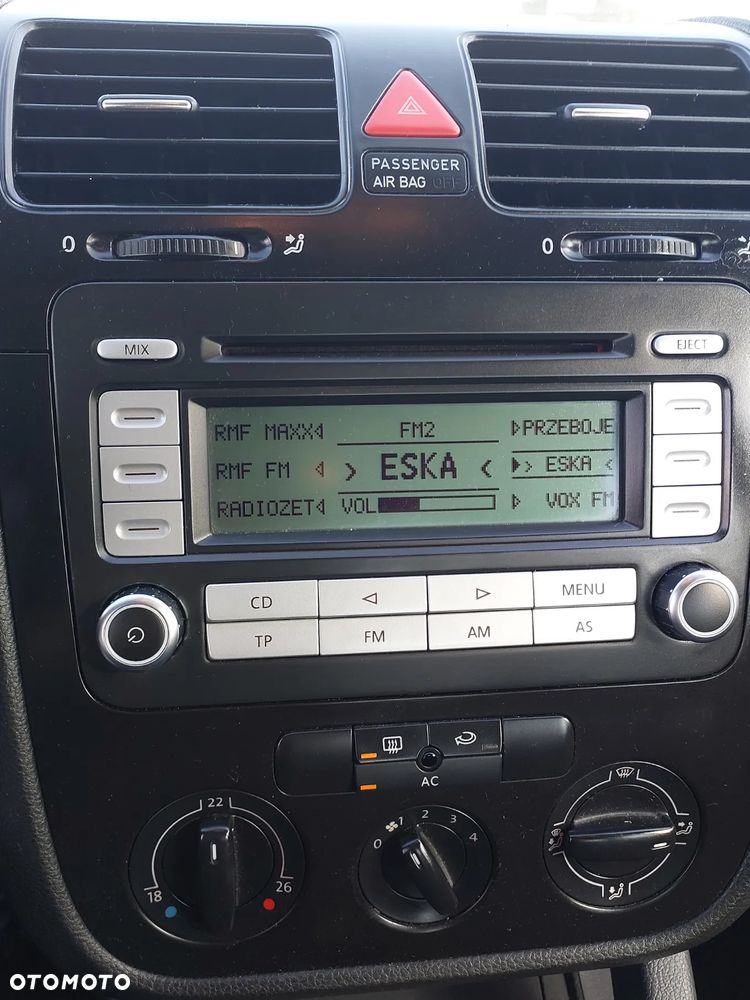 PASSENGER
AIR BAG OFF
0
0
MIX
EJECT
RMF MAXX
FM2
PRZEBOJE
RMF FM
> ESKA <
> ESKA <
RADIOZET
VOL
VOX FM
CD
MENU
TP
FM
AM
AS
AC
18
22
26
0
1
2
3
4
OTOMOTO